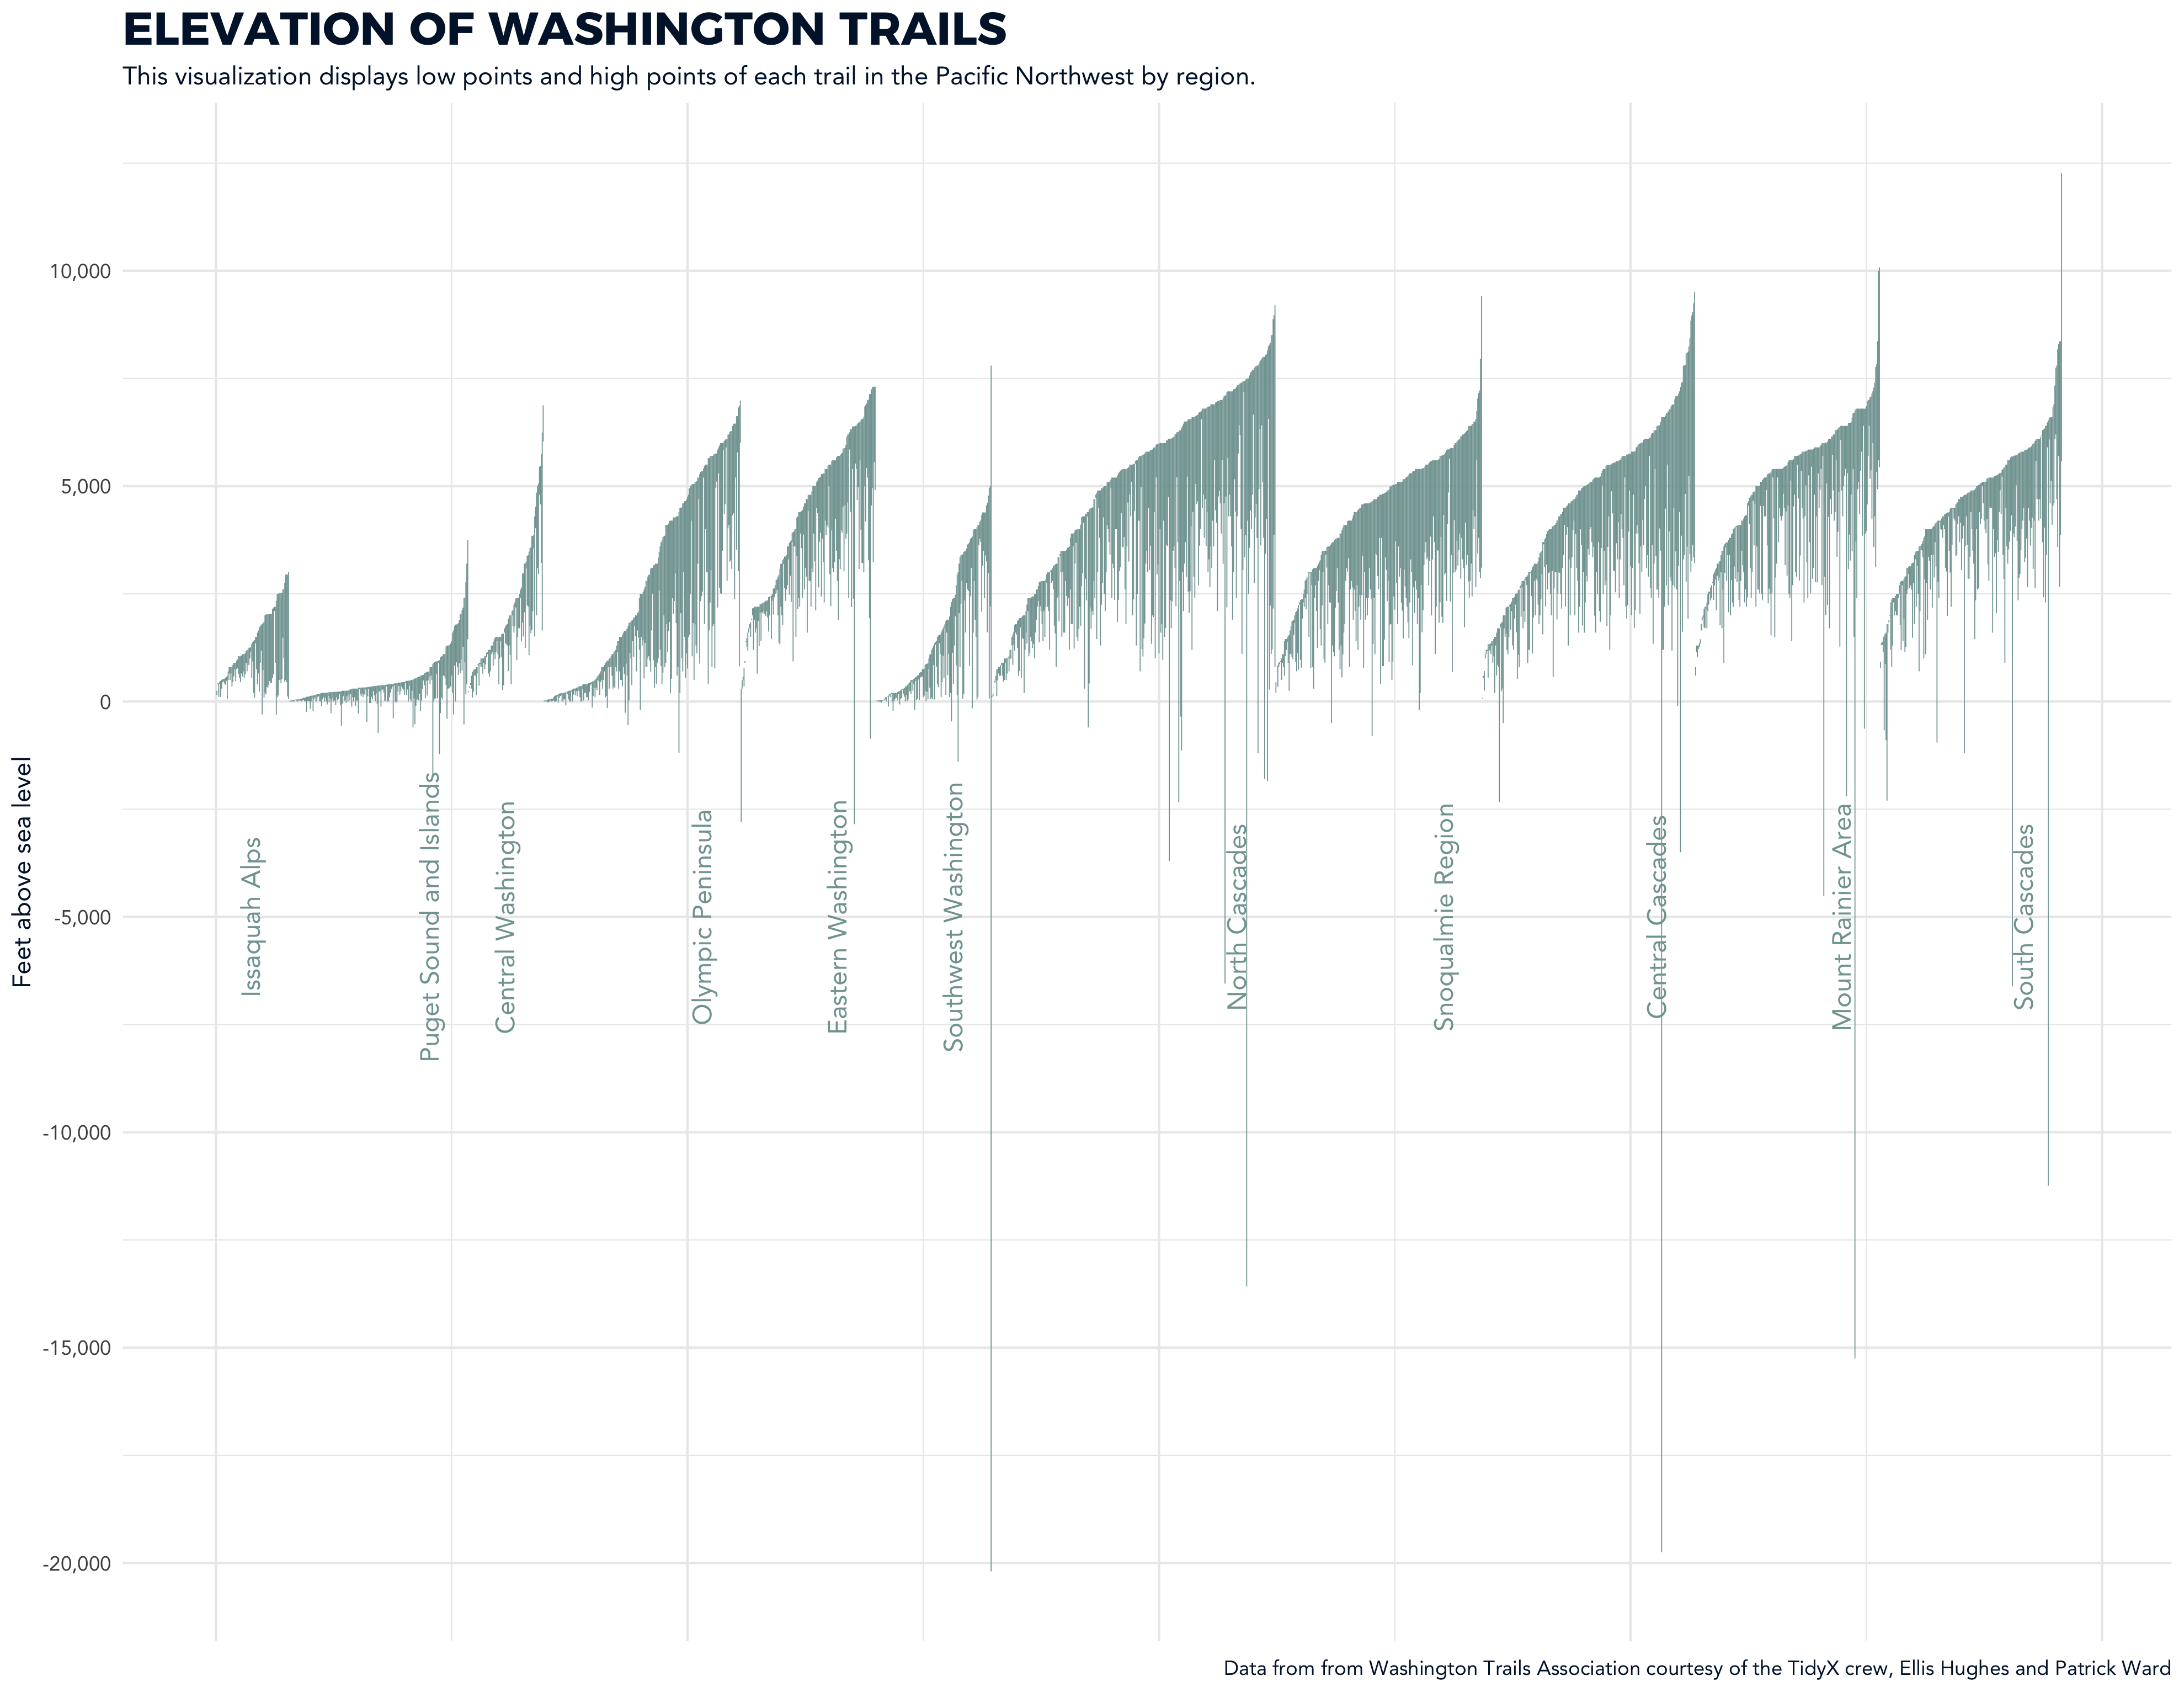 ELEVATION OF WASHINGTON TRAILS
This visualization displays low points and high points of each trail in the Pacific Northwest by region.
10,000
5,000
0
-5,000
-10,000
-15,000
-20,000
Feet above sea level
Issaquah Alps
Puget Sound and Islands
Central Washington
Olympic Peninsula
Eastern Washington
Southwest Washington
North Cascades
Snoqualmie Region
Central Cascades
Mount Rainier Area
South Cascades
Data from from Washington Trails Association courtesy of the TidyX crew, Ellis Hughes and Patrick Ward